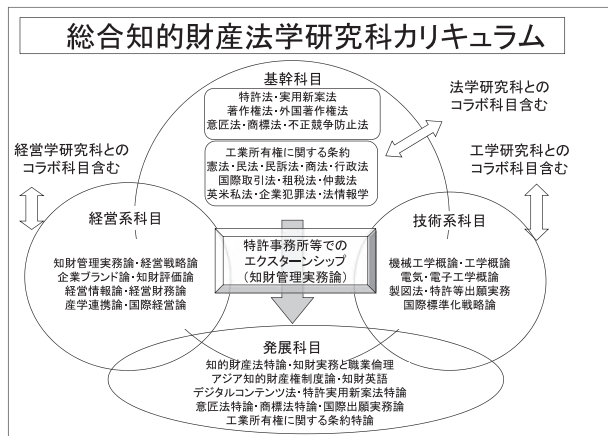 総合知的財産法学研究科カリキュラム
基幹科目
特許法・実用新案法
著作権法・外国著作権法
意匠法・商標法・不正競争防止法
法学研究科との
コラボ科目含む
経営学研究科との
コラボ科目含む
工業所有権に関する条約
憲法・民法・民訴法・商法・行政法
国際取引法・租税法・仲裁法
英米私法・企業犯罪法・法情報学
工学研究科との
コラボ科目含む
経営系科目
知財管理実務論・経営戦略論
企業ブランド論・知財評価論
経営情報論・経営財務論
産学連携論・国際経営論
特許事務所等での
エクスターンシップ
（知財管理実務論）
技術系科目
機械工学概論・工学概論
電気・電子工学概論
製図法・特許等出願実務
国際標準化戦略論
発展科目
知的財産法特論・知財実務と職業倫理
アジア知的財産権制度論・知財英語
デジタルコンテンツ法・特許実用新案法特論
意匠法特論・商標法特論・国際出願実務論
工業所有権に関する条約特論